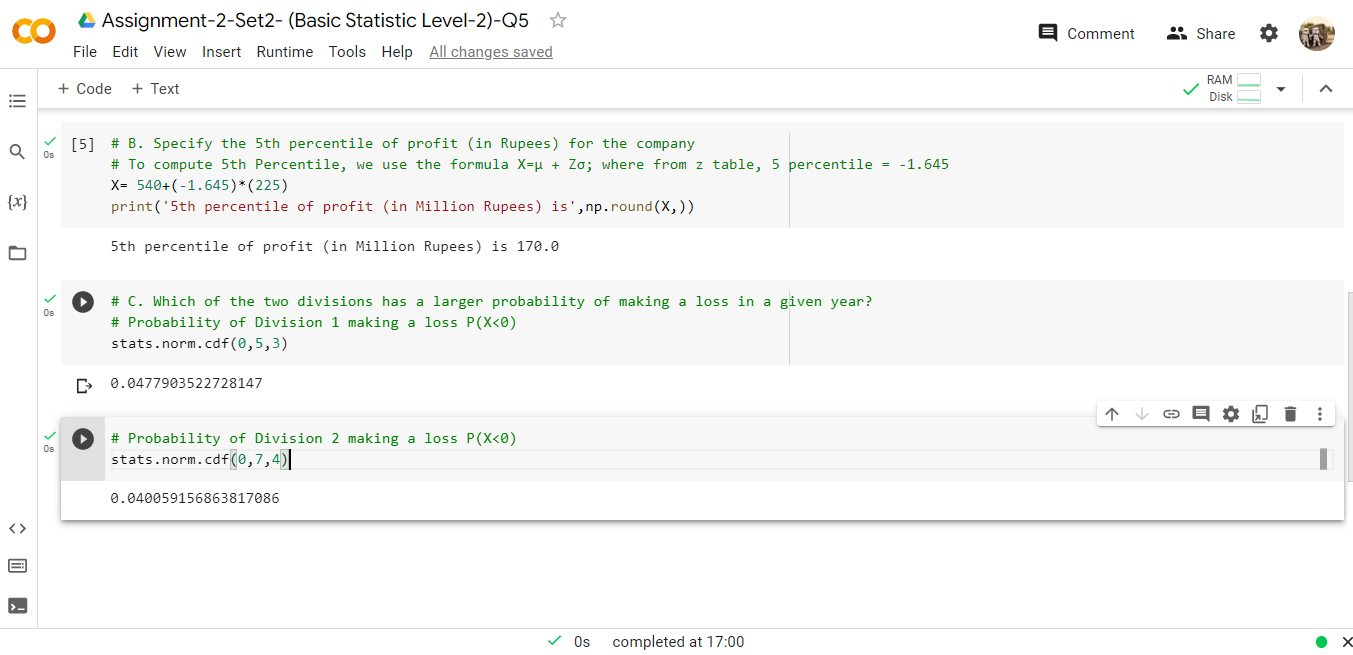 Assignment-2-Set2- (Basic Statistic Level-2)-Q5
File Edit View Insert Runtime Tools Help All changes saved
Comment
Share
+ Code + Text
RAM
Disk
{x}
0s
[5]
# B. Specify the 5th percentile of profit (in Rupees) for the company
# To compute 5th Percentile, we use the formula X=μ + Zσ; where from z table, 5 percentile = -1.645
X= 540+(-1.645)*(225)
print('5th percentile of profit (in Million Rupees) is',np.round(X,))
5th percentile of profit (in Million Rupees) is 170.0
0s
# C. Which of the two divisions has a larger probability of making a loss in a given year?
# Probability of Division 1 making a loss P(X<0)
stats.norm.cdf(0,5,3)
0.0477903522728147
0s
# Probability of Division 2 making a loss P(X<0)
stats.norm.cdf(0,7,4)
0.040059156863817086
0s completed at 17:00